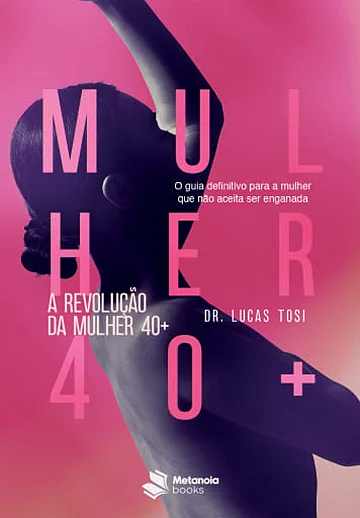 MUL
O guia definitivo para a mulher
que não aceita ser enganada
HER
A REVOLUÇÃO
DA MULHER 40+
DR. LUCAS TOSI
40+
Metanoia
books